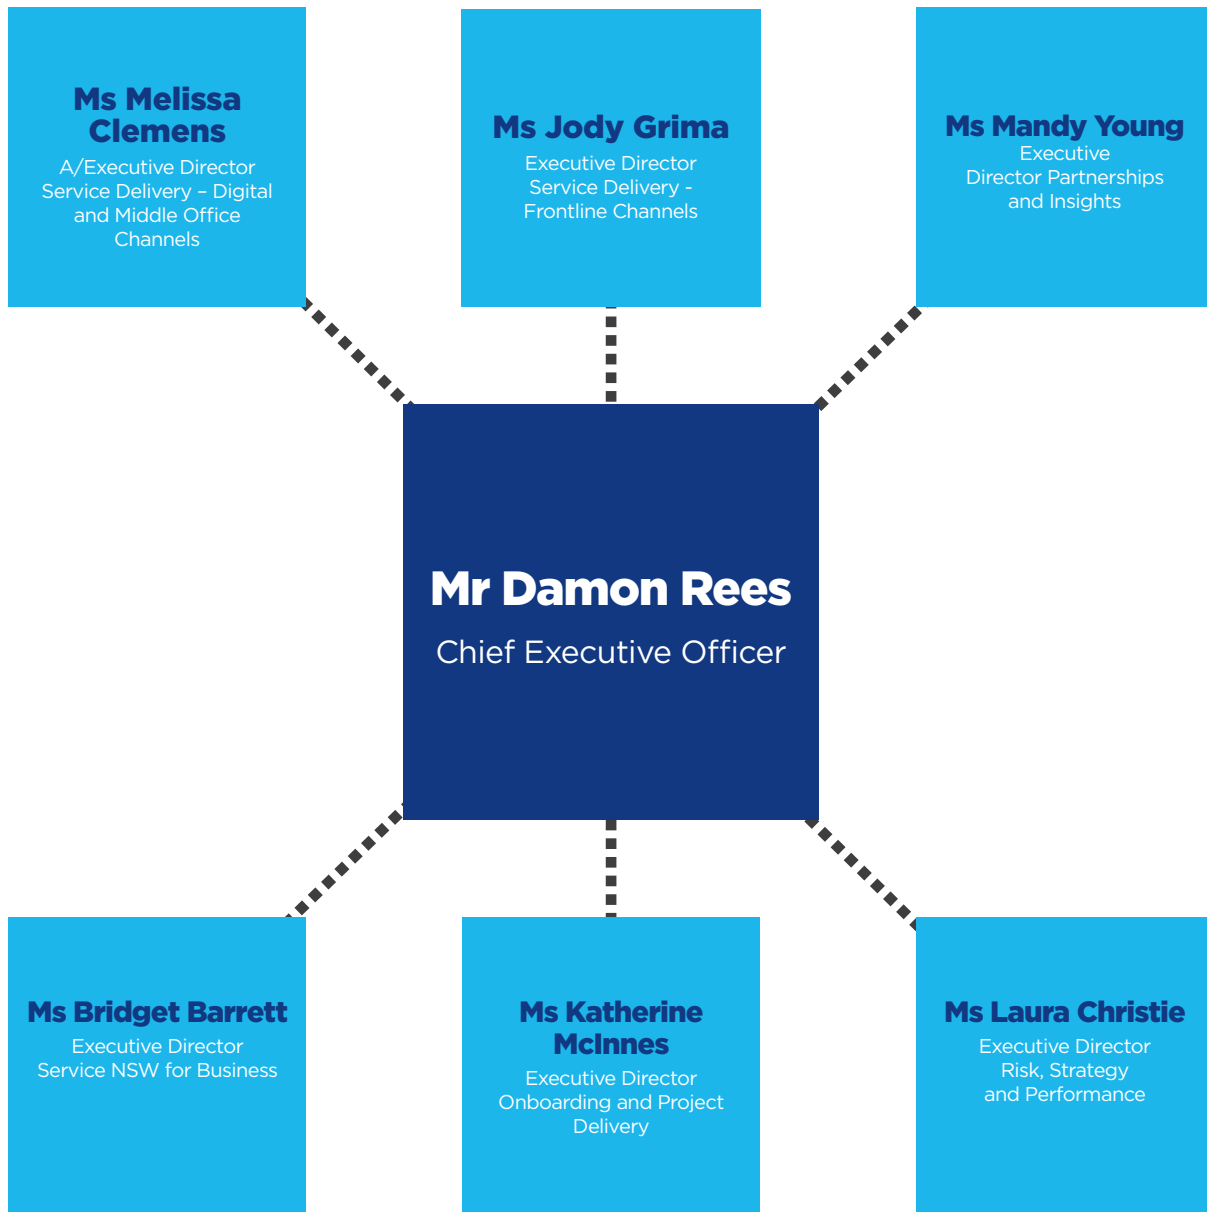 Ms Melissa
Clemens
A/Executive Director
Service Delivery – Digital
and Middle Office
Channels
Ms Jody Grima
Executive Director
Service Delivery -
Frontline Channels
Ms Mandy Young
Executive
Director Partnerships
and Insights
Mr Damon Rees
Chief Executive Officer
Ms Bridget Barrett
Executive Director
Service NSW for Business
Ms Katherine
McInnes
Executive Director
Onboarding and Project
Delivery
Ms Laura Christie
Executive Director
Risk, Strategy
and Performance